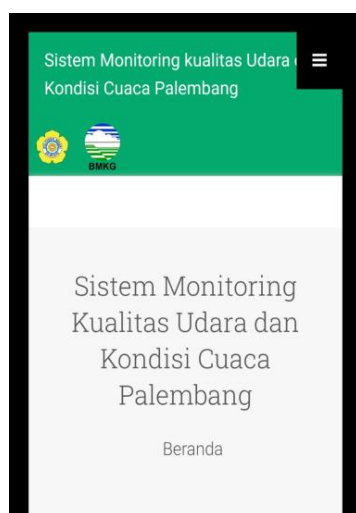 Sistem Monitoring kualitas Udara
Kondisi Cuaca Palembang
BMKG
Sistem Monitoring
Kualitas Udara dan
Kondisi Cuaca
Palembang
Beranda